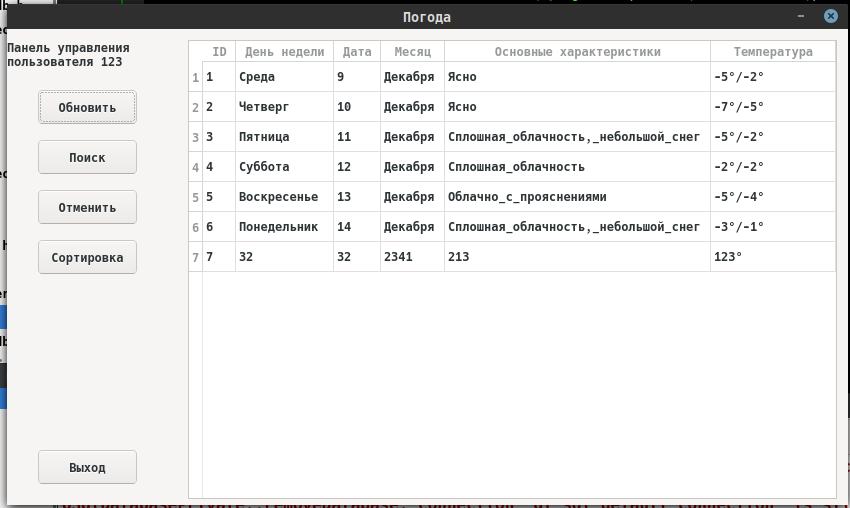 Погода
Панель управления
пользователя 123
Обновить
Поиск
Отменить
Сортировка
Выход
ID День недели Дата Месяц Основные характеристики Температура
1 1 Среда 9 Декабря Ясно -5°/-2°
2 2 Четверг 10 Декабря Ясно -7°/-5°
3 3 Пятница 11 Декабря Сплошная_облачность,_небольшой_снег -5°/-2°
4 4 Суббота 12 Декабря Сплошная_облачность -2°/-2°
5 5 Воскресенье 13 Декабря Облачно_с_прояснениями -5°/-4°
6 6 Понедельник 14 Декабря Сплошная_облачность,_небольшой_снег -3°/-1°
7 7 32 32 2341 213 123°